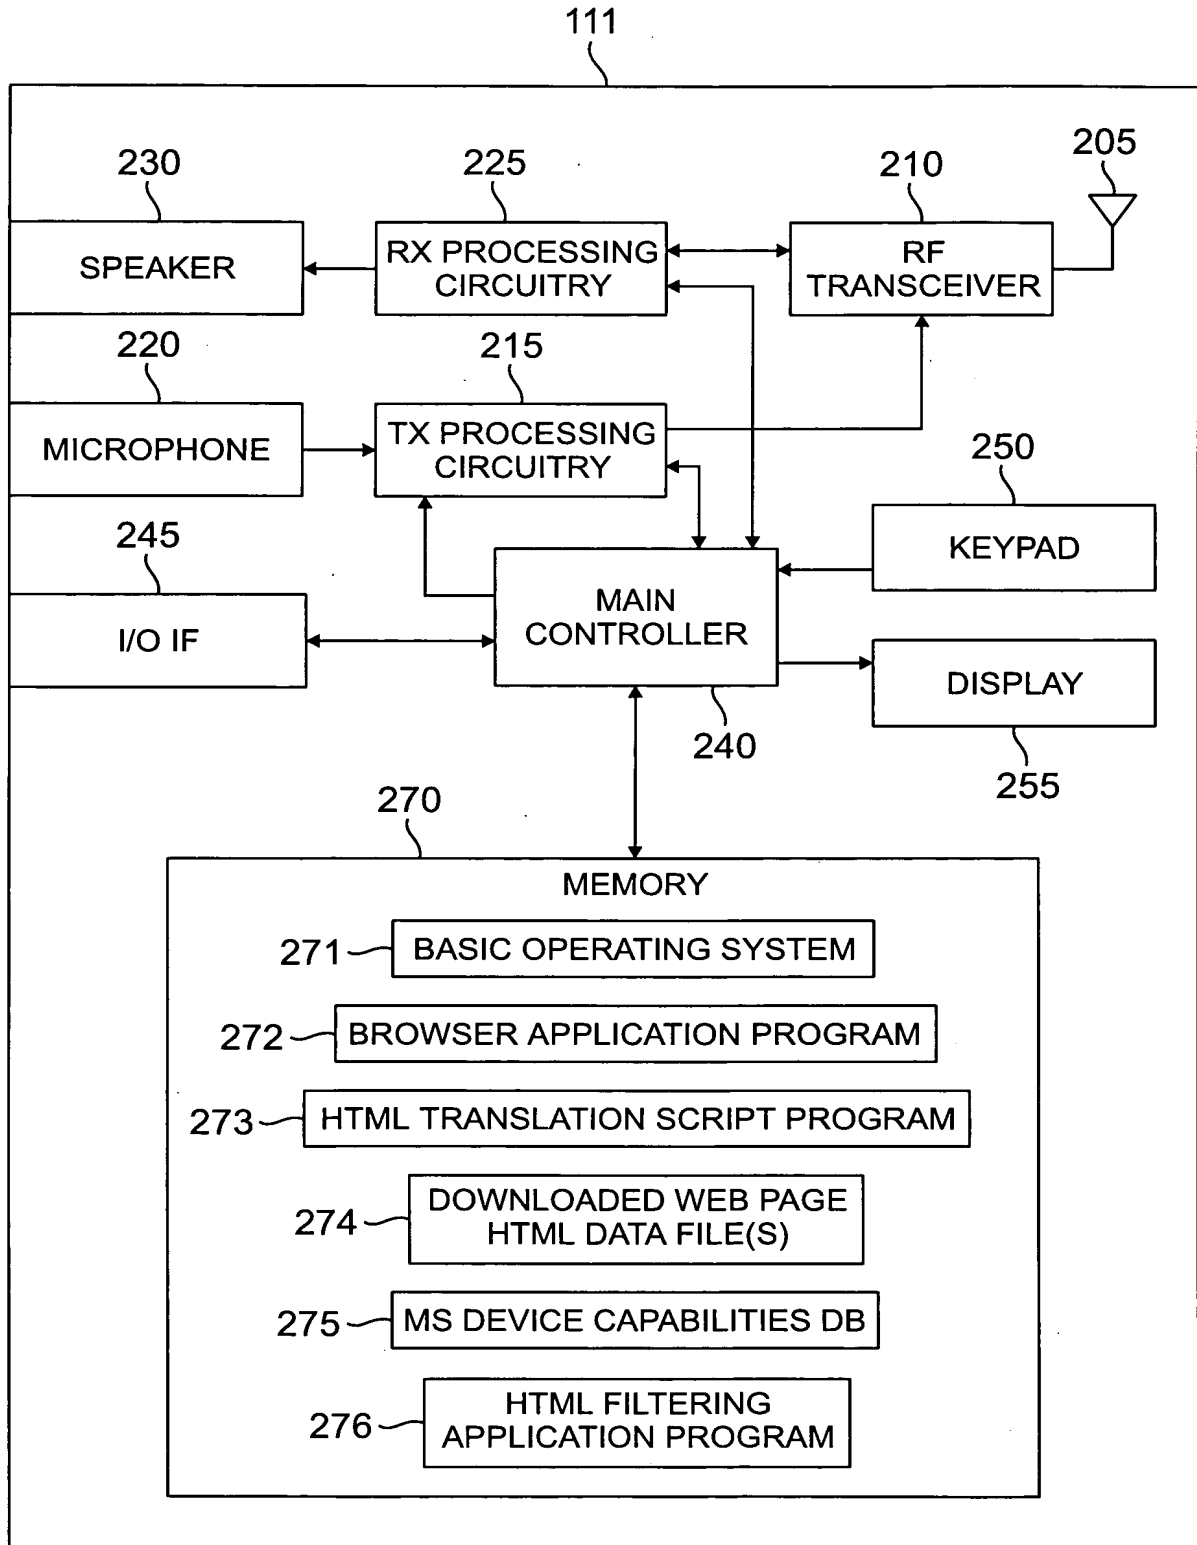 111
205
230
225
210
SPEAKER
RX PROCESSING
CIRCUITRY
RF
TRANSCEIVER
220
215
MICROPHONE
TX PROCESSING
CIRCUITRY
250
KEYPAD
245
I/O IF
MAIN
CONTROLLER
DISPLAY
240
255
270
MEMORY
271
BASIC OPERATING SYSTEM
272
BROWSER APPLICATION PROGRAM
273
HTML TRANSLATION SCRIPT PROGRAM
274
DOWNLOADED WEB PAGE
HTML DATA FILE(S)
275
MS DEVICE CAPABILITIES DB
276
HTML FILTERING
APPLICATION PROGRAM